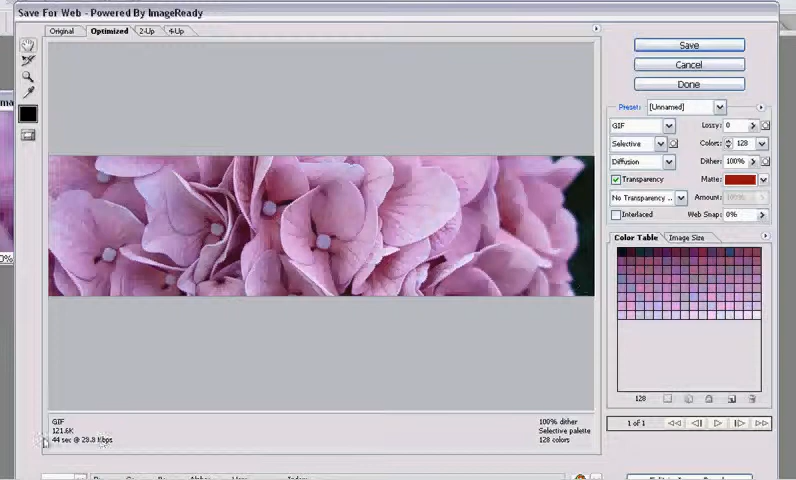 Save For Web - Powered By ImageReady
Original Optimized 2-Up 4-Up
Save
Cancel
Done
Preset: [Unnamed]
GIF Lossy: 0
Selective Colors: 128
Diffusion Dither: 100%
Transparency Matte:
No Transparency ... Amount: 100%
Interlaced Web Snap: 0%
Color Table Image Size
128
1 of 1
GIF
121.6K
44 sec @ 28.8 Kbps
100% dither
Selective palette
128 colors